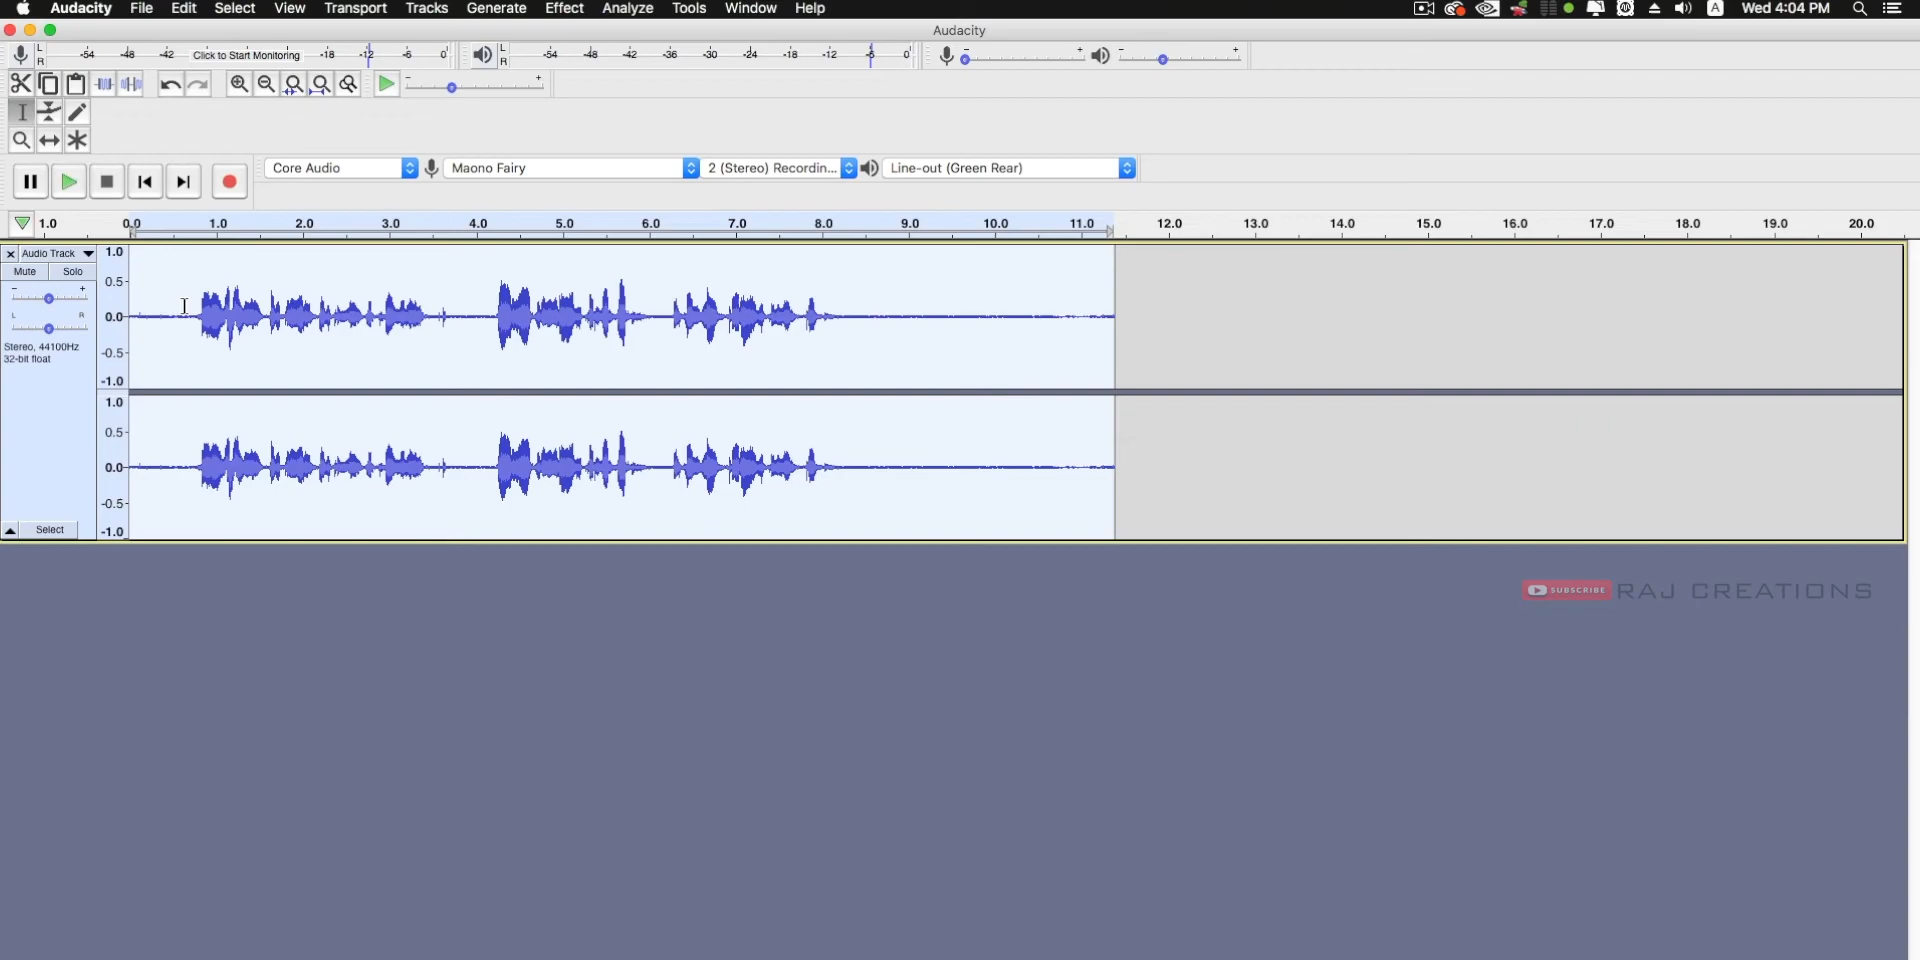 Audacity File Edit Select View Transport Tracks Generate Effect Analyze Tools Window Help A Wed 4:04 PM
Audacity
L R -54 -48 -42 Click to Start Monitoring -18 -12 -6 0 L R -54 -48 -42 -36 -30 -24 -18 -12 -6 0 - + - +
- +
Core Audio Maono Fairy 2 (Stereo) Recordin... Line-out (Green Rear)
1.0 0.0 1.0 2.0 3.0 4.0 5.0 6.0 7.0 8.0 9.0 10.0 11.0 12.0 13.0 14.0 15.0 16.0 17.0 18.0 19.0 20.0
Audio Track 1.0
Mute Solo
- + 0.5
L R 0.0
Stereo, 44100Hz -0.5
32-bit float
-1.0
1.0
0.5
0.0
-0.5
Select -1.0
SUBSCRIBE RAJ CREATIONS